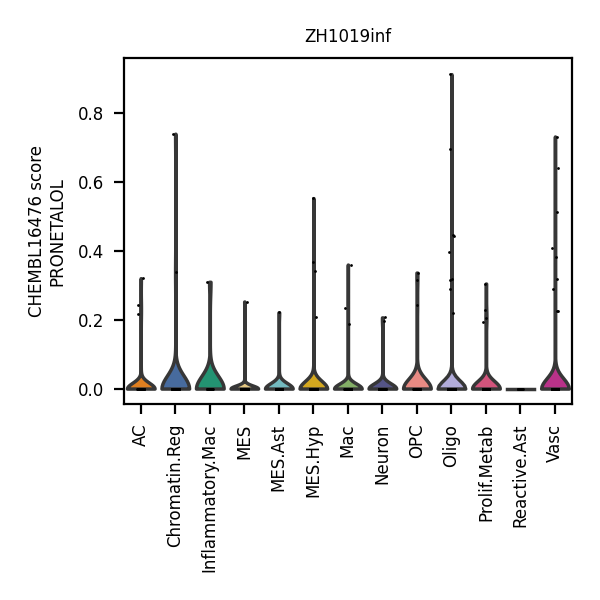 ZH1019inf
CHEMBL16476 score
PRONETALOL
0.8
0.6
0.4
0.2
0.0
AC
Chromatin.Reg
Inflammatory.Mac
MES
MES.Ast
MES.Hyp
Mac
Neuron
OPC
Oligo
Prolif.Metab
Reactive.Ast
Vasc